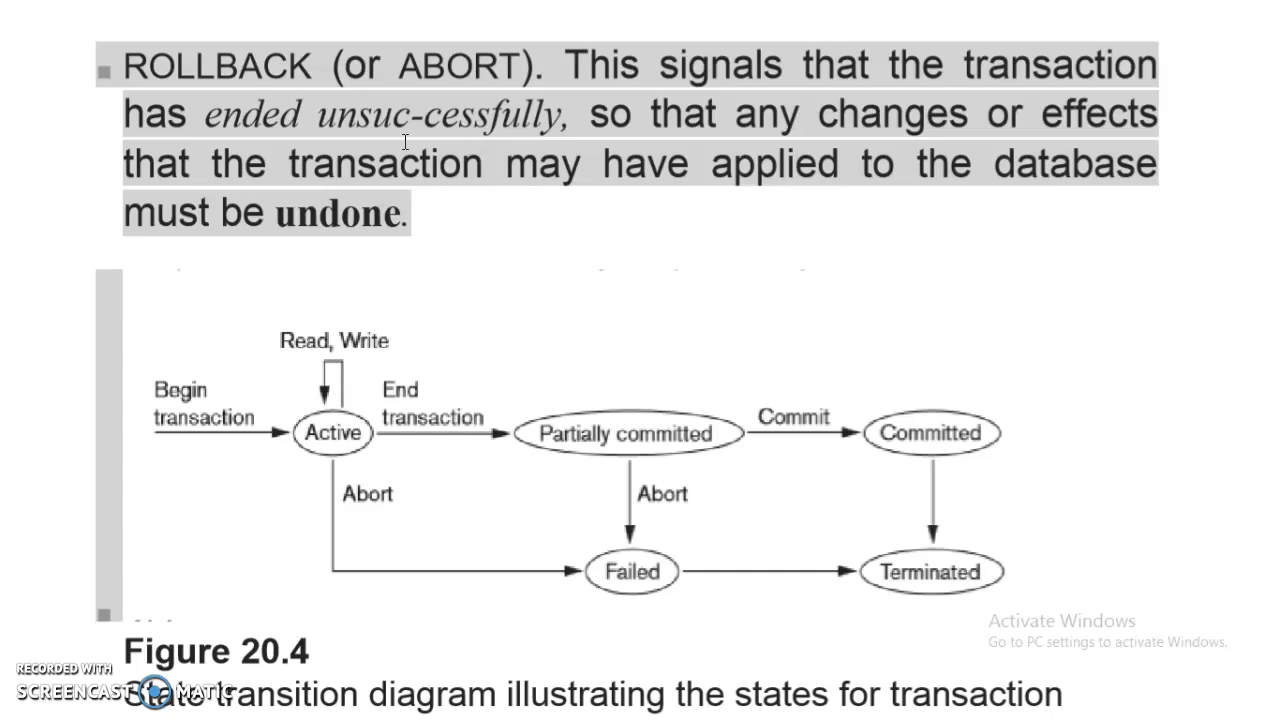 ROLLBACK (or ABORT). This signals that the transaction
has ended unsuc-cessfully, so that any changes or effects
that the transaction may have applied to the database
must be undone.
Read, Write
Begin
transaction
End
transaction
Commit
Active
Partially committed
Committed
Abort
Abort
Failed
Terminated
Activate Windows
Go to PC settings to activate Windows.
Figure 20.4
RECORDED WITH
SCREENCAST MATIC
State transition diagram illustrating the states for transaction